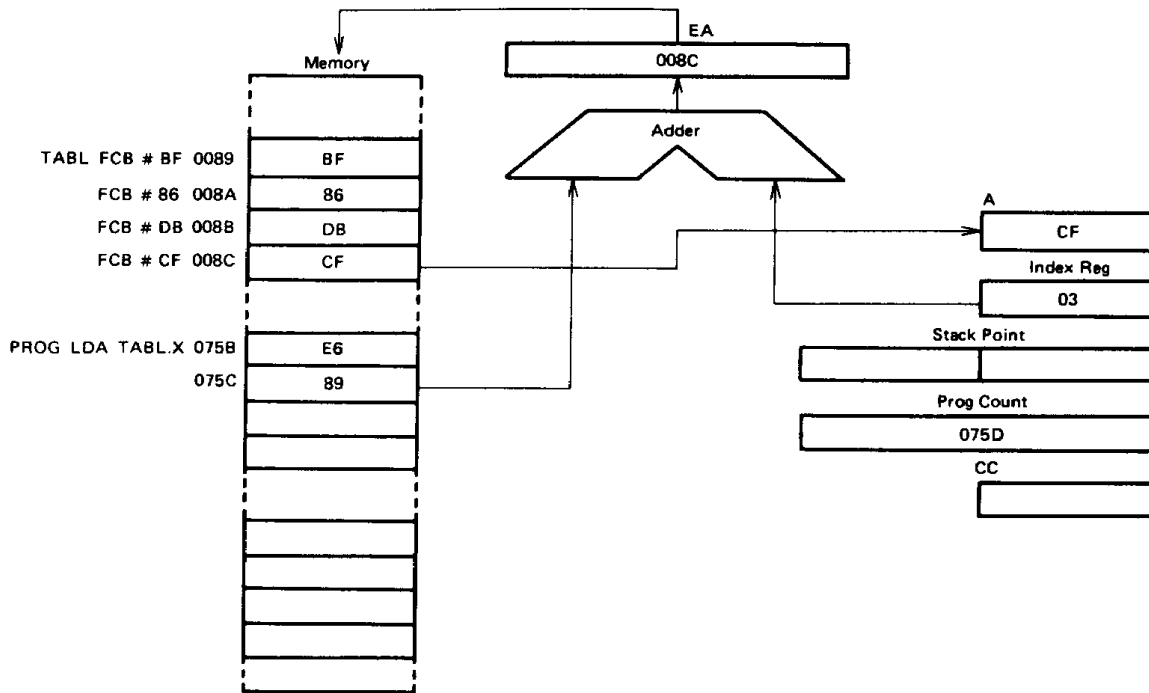 EA
008C
Memory
Adder
TABL FCB # BF 0089 BF
FCB # 86 008A 86
FCB # DB 008B DB
FCB # CF 008C CF
A
CF
Index Reg
03
PROG LDA TABL.X 075B E6
075C 89
Stack Point
Prog Count
075D
CC